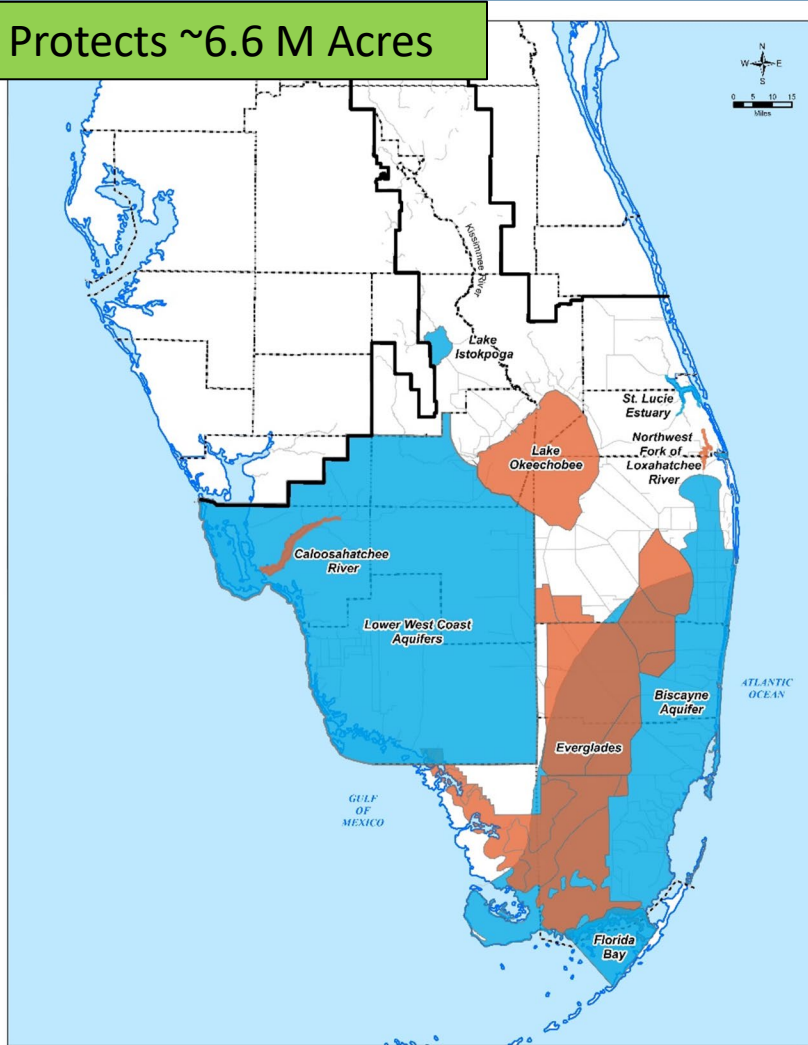 Protects ~6.6 M Acres
N
W E
S
0 5 10 15
Miles
Kissimmee River
Lake
Istokpoga
St. Lucie
Estuary
Northwest
Fork of
Loxahatchee
River
Lake
Okeechobee
Caloosahatchee
River
Lower West Coast
Aquifers
ATLANTIC
OCEAN
Biscayne
Aquifer
Everglades
GULF
OF
MEXICO
Florida
Bay